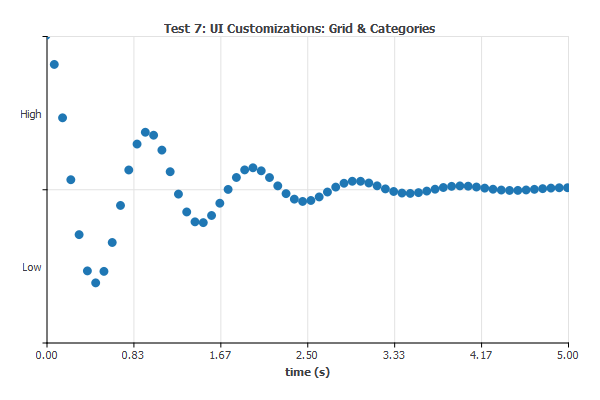 Test 7: UI Customizations: Grid & Categories
High
Low
0.00 0.83 1.67 2.50 3.33 4.17 5.00
time (s)